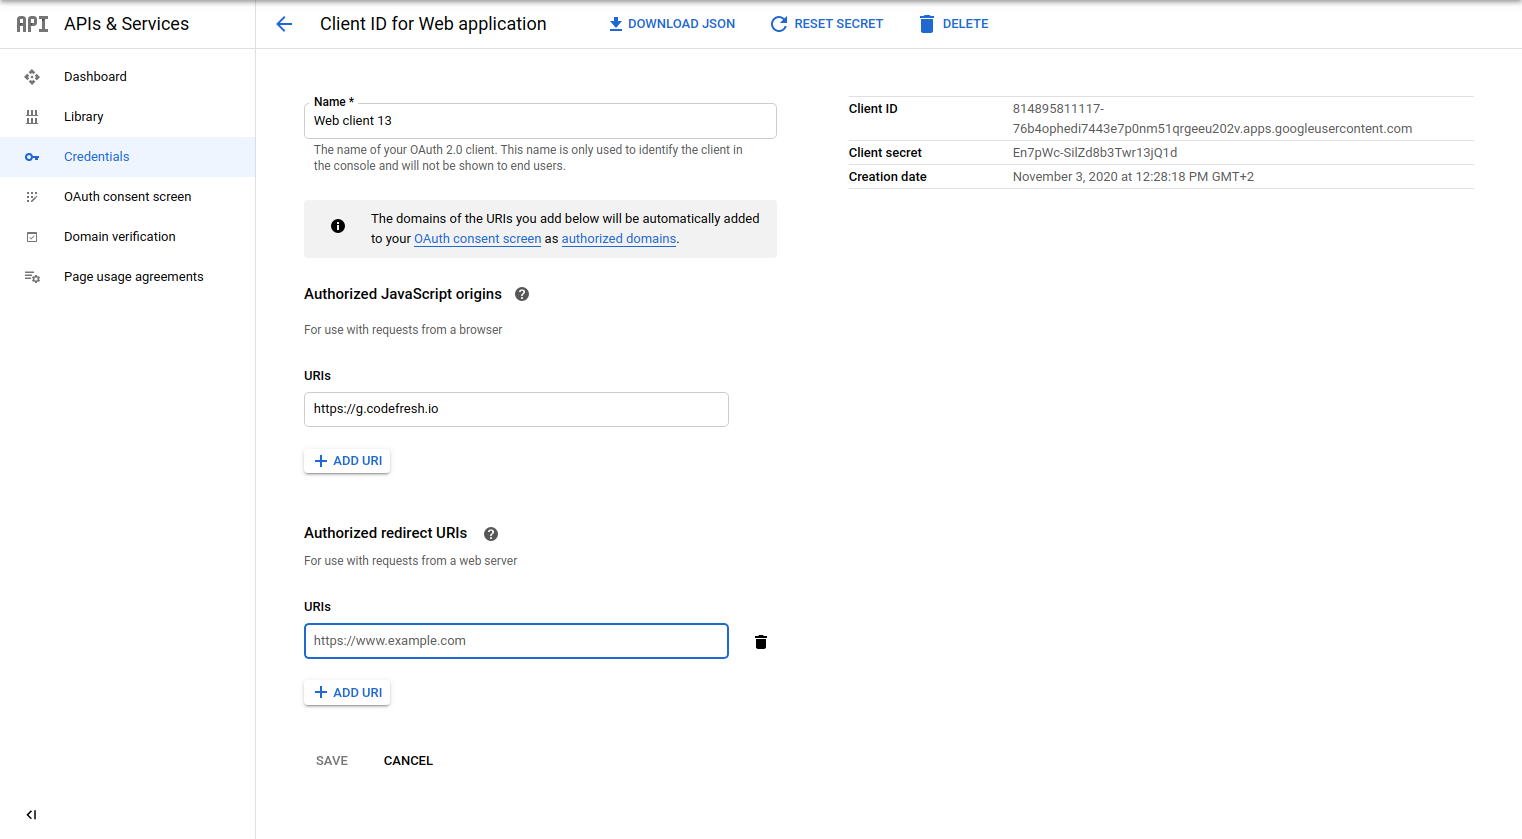 API APIs & Services
Client ID for Web application
DOWNLOAD JSON
RESET SECRET
DELETE
Dashboard
Library
Credentials
OAuth consent screen
Domain verification
Page usage agreements
Name *
Web client 13
The name of your OAuth 2.0 client. This name is only used to identify the client in
the console and will not be shown to end users.
The domains of the URIs you add below will be automatically added
to your OAuth consent screen as authorized domains.
Authorized JavaScript origins
For use with requests from a browser
URIs
https://g.codefresh.io
ADD URI
Authorized redirect URIs
For use with requests from a web server
URIs
https://www.example.com
ADD URI
SAVE
CANCEL
Client ID
814895811117-
76b4ophedi7443e7p0nm51qrgeeu202v.apps.googleusercontent.com
Client secret
En7pWc-SilZd8b3Twr13jQ1d
Creation date
November 3, 2020 at 12:28:18 PM GMT+2